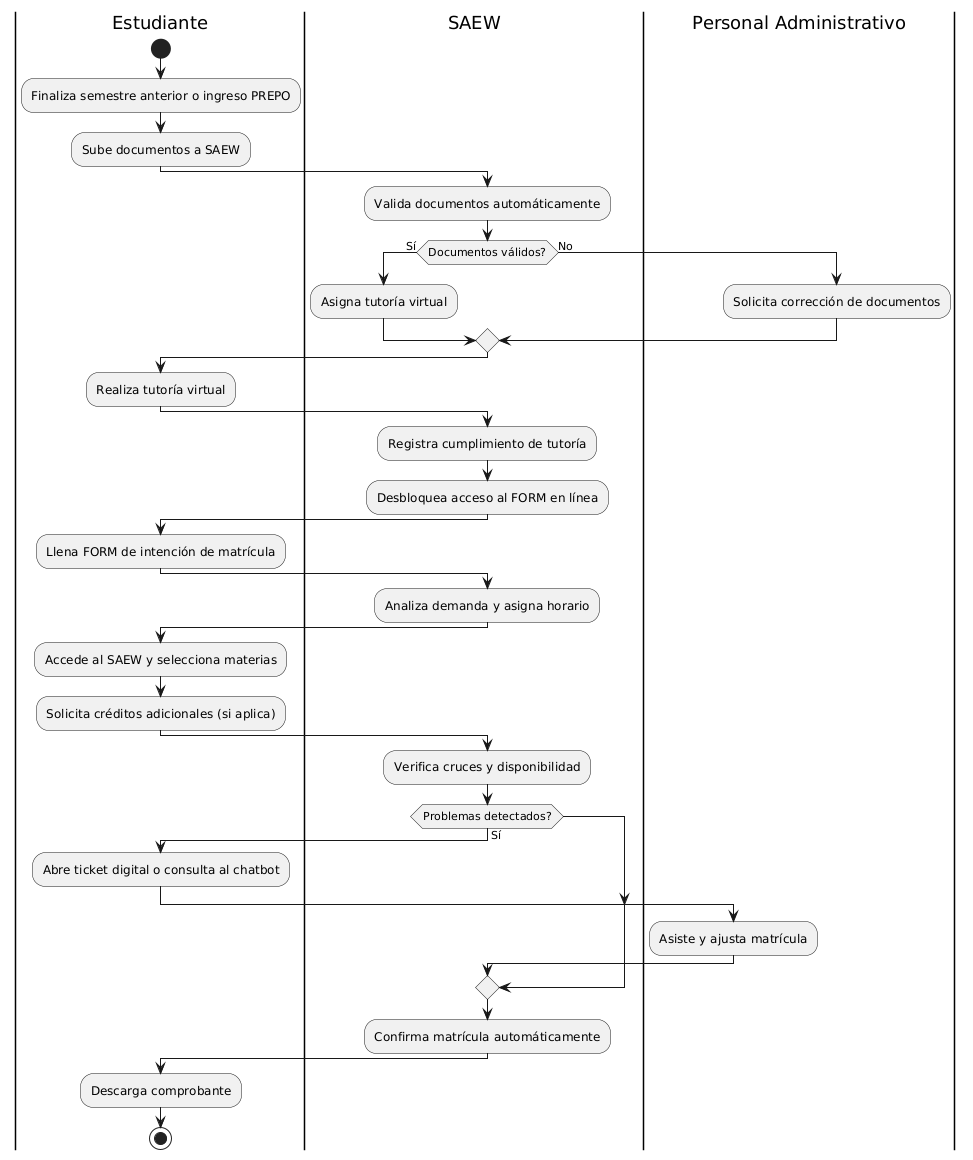 Estudiante
SAEW
Personal Administrativo
Finaliza semestre anterior o ingreso PREPO
Sube documentos a SAEW
Valida documentos automáticamente
Sí
Documentos válidos?
No
Asigna tutoría virtual
Solicita corrección de documentos
Realiza tutoría virtual
Registra cumplimiento de tutoría
Desbloquea acceso al FORM en línea
Llena FORM de intención de matrícula
Analiza demanda y asigna horario
Accede al SAEW y selecciona materias
Solicita créditos adicionales (si aplica)
Verifica cruces y disponibilidad
Problemas detectados?
Sí
Abre ticket digital o consulta al chatbot
Asiste y ajusta matrícula
Confirma matrícula automáticamente
Descarga comprobante